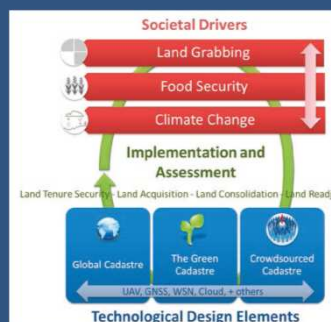 Societal Drivers
Land Grabbing
Food Security
Climate Change
Implementation and
Assessment
Land Tenure Security - Land Acquisition - Land Consolidation - Land Read
Global Cadastre
The Green
Cadastre
Crowdsourced
Cadastre
UAV, GNSS, WSN, Cloud, + others
Technological Design Elements